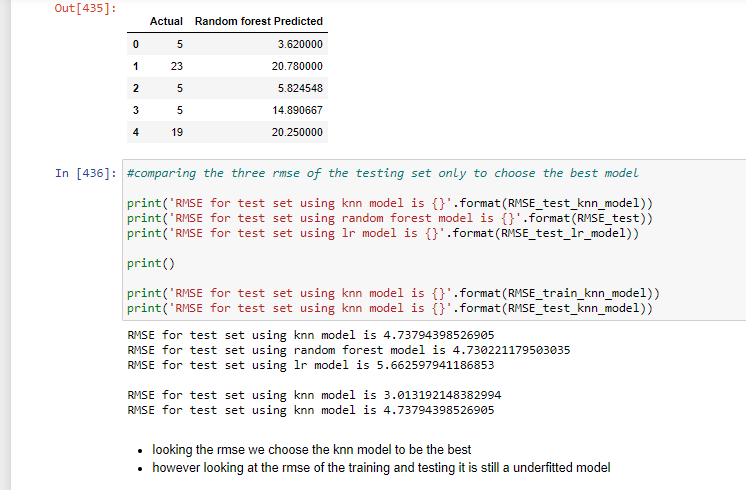 Out[435]:
Actual Random forest Predicted
0 5 3.620000
1 23 20.780000
2 5 5.824548
3 5 14.890667
4 19 20.250000
In [436]: #comparing the three rmse of the testing set only to choose the best model
print('RMSE for test set using knn model is {}'.format(RMSE_test_knn_model))
print('RMSE for test set using random forest model is {}'.format(RMSE_test))
print('RMSE for test set using lr model is {}'.format(RMSE_test_lr_model))
print()
print('RMSE for test set using knn model is {}'.format(RMSE_train_knn_model))
print('RMSE for test set using knn model is {}'.format(RMSE_test_knn_model))
RMSE for test set using knn model is 4.73794398526905
RMSE for test set using random forest model is 4.730221179503035
RMSE for test set using lr model is 5.662597941186853
RMSE for test set using knn model is 3.013192148382994
RMSE for test set using knn model is 4.73794398526905
• looking the rmse we choose the knn model to be the best
• however looking at the rmse of the training and testing it is still a underfitted model